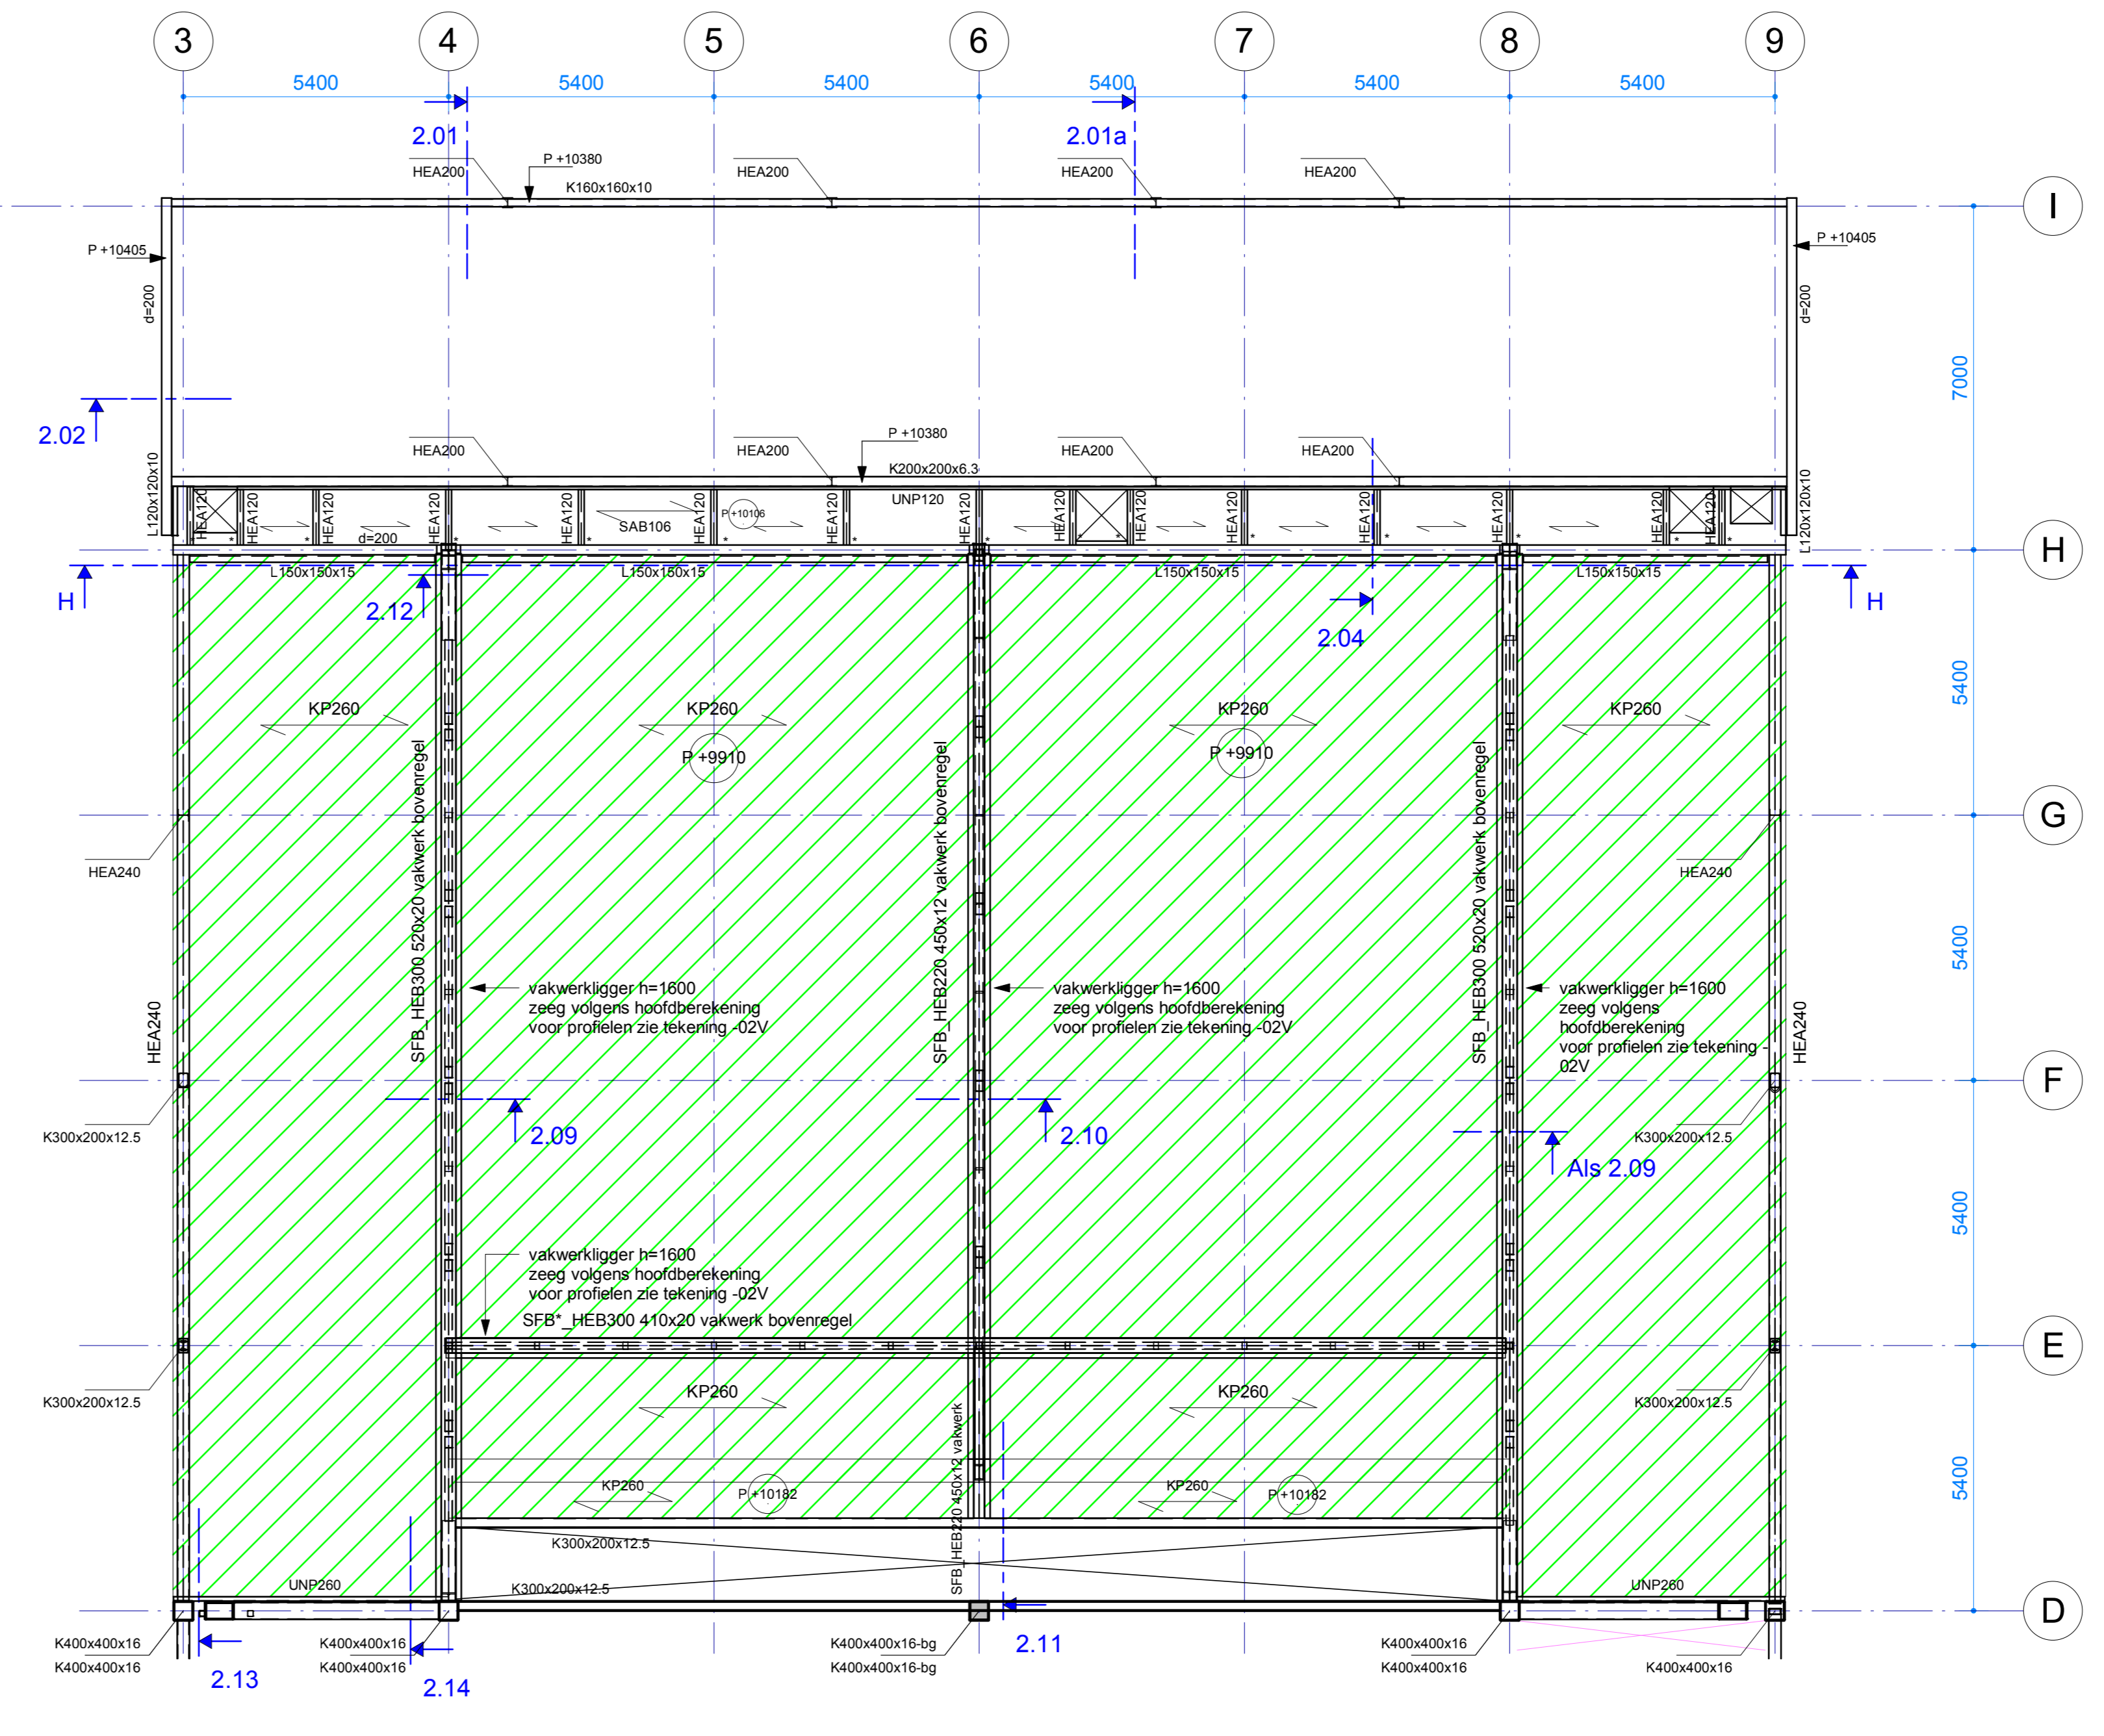 3 4 5 6 7 8 9
5400 5400 5400 5400 5400 5400
2.01 2.01a
HEA200 P +10380 HEA200 HEA200 HEA200
K160x160x10
I
P +10405 P +10405
d=200 d=200
7000
2.02
HEA200 HEA200 P +10380 HEA200 HEA200
K200x200x6.3
UNP120
L120x120x10 L120x120x10
HEA120 HEA120 HEA120 HEA120 HEA120 HEA120 HEA120 HEA120 HEA120 HEA120 HEA120 HEA120 HEA120 HEA120 HEA120
SAB106 P +10106
d=200
* * * * * * * * * * * * * * *
H
L150x150x15 L150x150x15 L150x150x15 L150x150x15
H 2.12 H
2.04
5400
KP260 KP260 KP260 KP260
P +9910 P +9910
SFB_HEB300 520x20 vakwerk bovenregel
SFB_HEB220 450x12 vakwerk bovenregel
SFB_HEB300 520x20 vakwerk bovenregel
G
HEA240 HEA240
5400
vakwerkligger h=1600
zeeg volgens hoofdberekening
voor profielen zie tekening -02V
vakwerkligger h=1600
zeeg volgens hoofdberekening
voor profielen zie tekening -02V
vakwerkligger h=1600
zeeg volgens
hoofdberekening
voor profielen zie tekening -
02V
HEA240 HEA240
F
K300x200x12.5 K300x200x12.5
2.09 2.10 Als 2.09
5400
vakwerkligger h=1600
zeeg volgens hoofdberekening
voor profielen zie tekening -02V
SFB*_HEB300 410x20 vakwerk bovenregel
E
K300x200x12.5 K300x200x12.5
KP260 KP260
KP260 P +10182 KP260 P +10182
SFB_HEB220 450x12 vakwerk
5400
K300x200x12.5
K300x200x12.5
UNP260 UNP260
D
K400x400x16 K400x400x16 K400x400x16-bg K400x400x16
K400x400x16 K400x400x16 K400x400x16-bg K400x400x16 K400x400x16
2.13 2.14 2.11